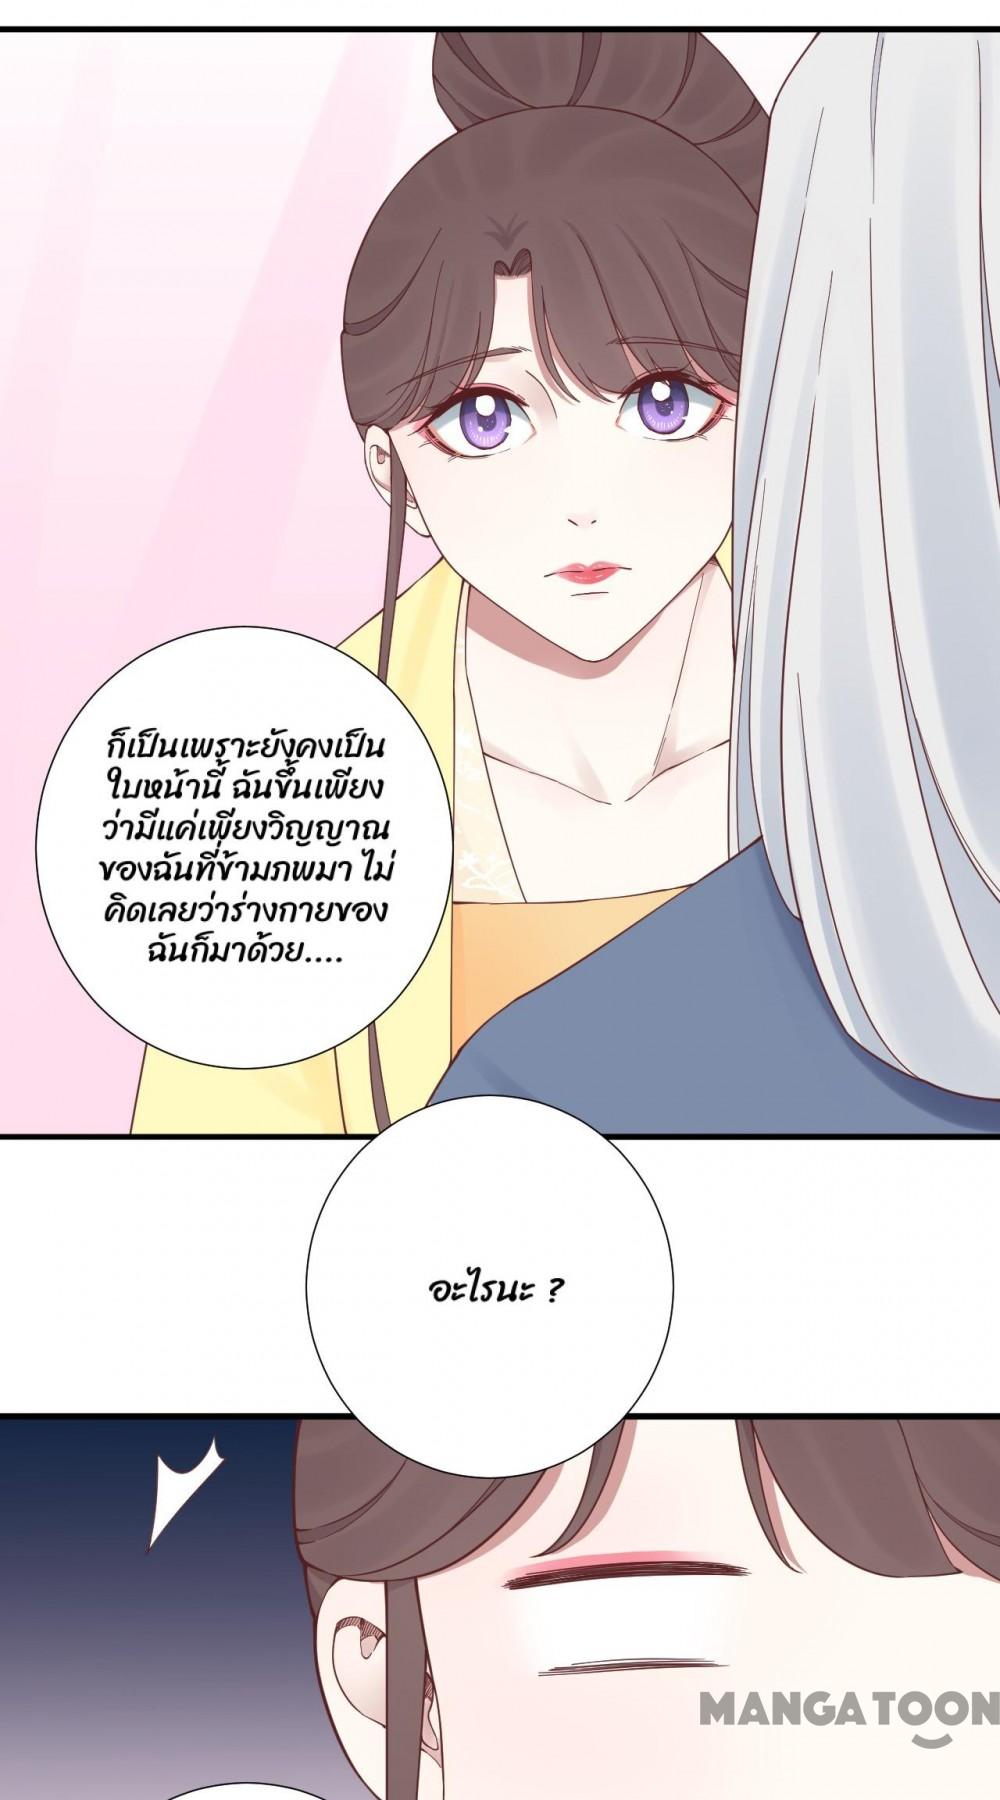 ก็เป็นเพราะยังคงเป็น
ใบหน้านี้ ฉันขึ้นเพียง
ว่ามีแค่เพียงวิญญาณ
ของฉันที่ข้ามภพมา ไม่
คิดเลยว่าร่างกายของ
ฉันก็มาด้วย....
อะไรนะ ?
MANGATOON